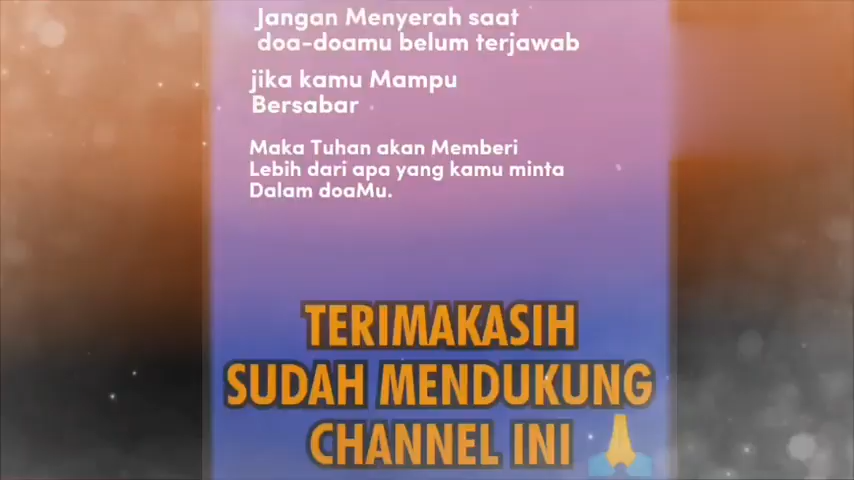 Jangan Menyerah saat
doa-doamu belum terjawab
jika kamu Mampu
Bersabar
Maka Tuhan akan Memberi
Lebih dari apa yang kamu minta
Dalam doaMu.
TERIMAKASIH
SUDAH MENDUKUNG
CHANNEL INI 🙏